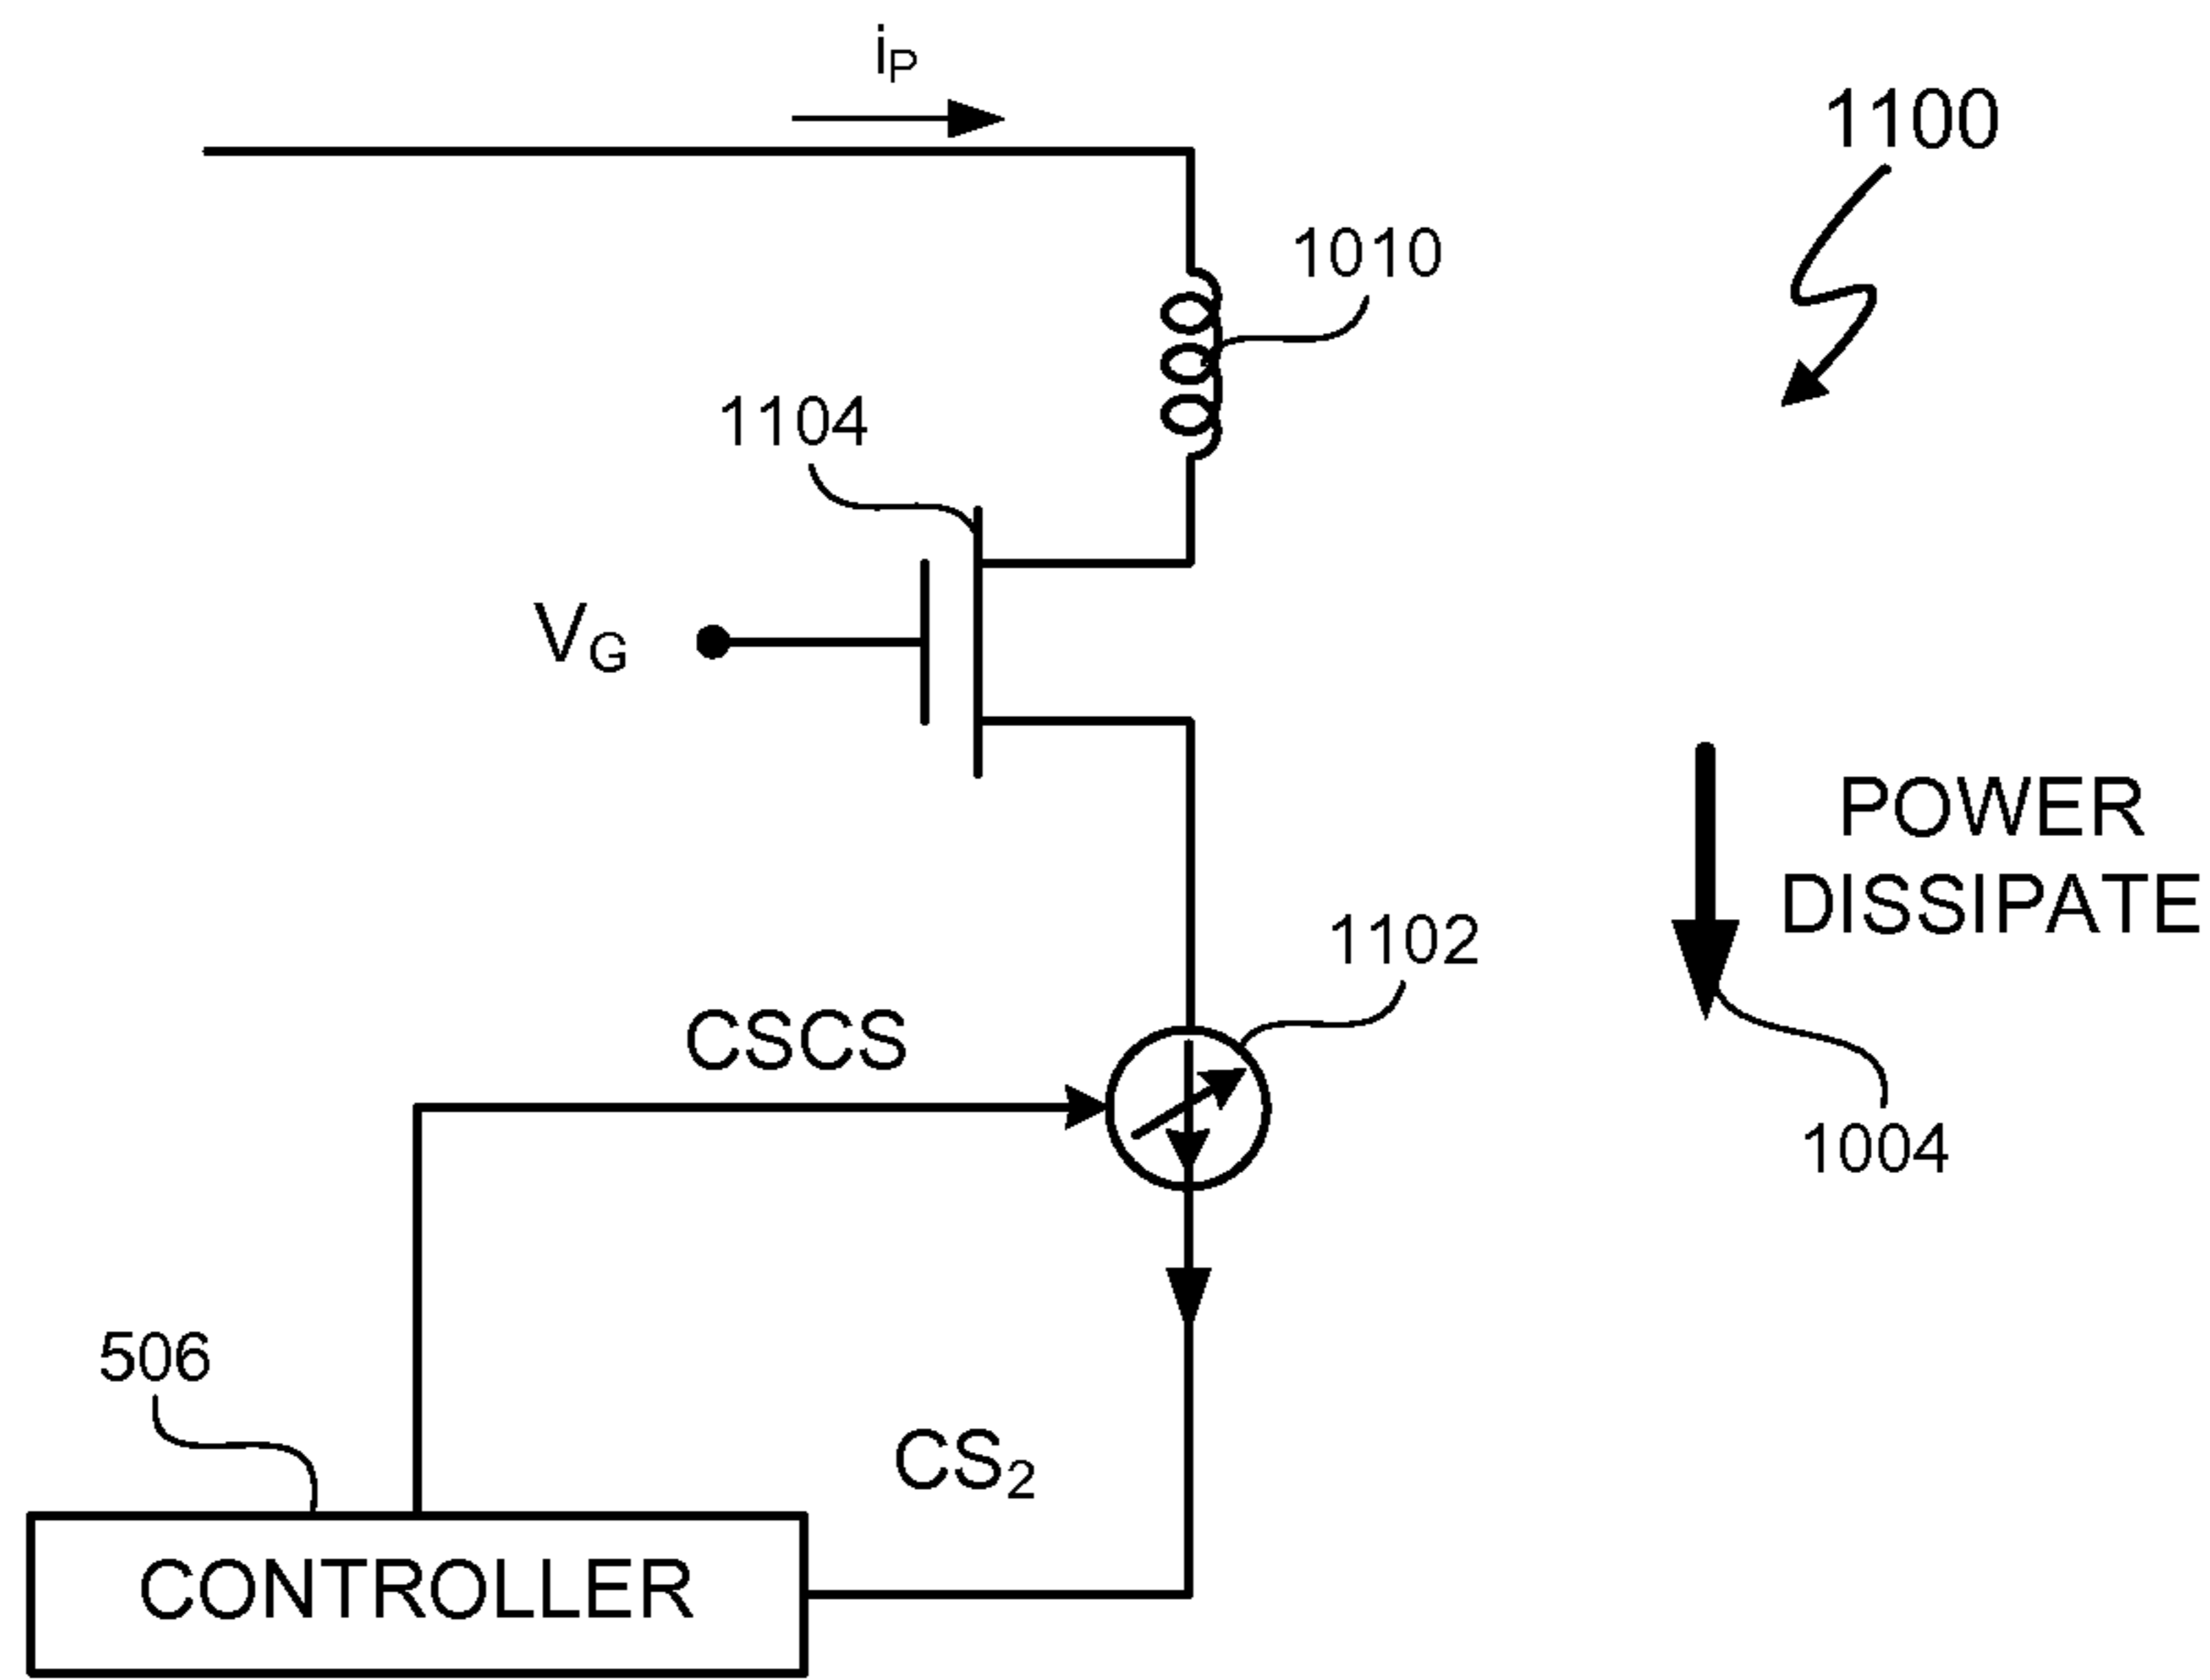 iP
1100
1010
1104
VG
POWER
DISSIPATE
1102
CSCS
1004
506
CS2
CONTROLLER